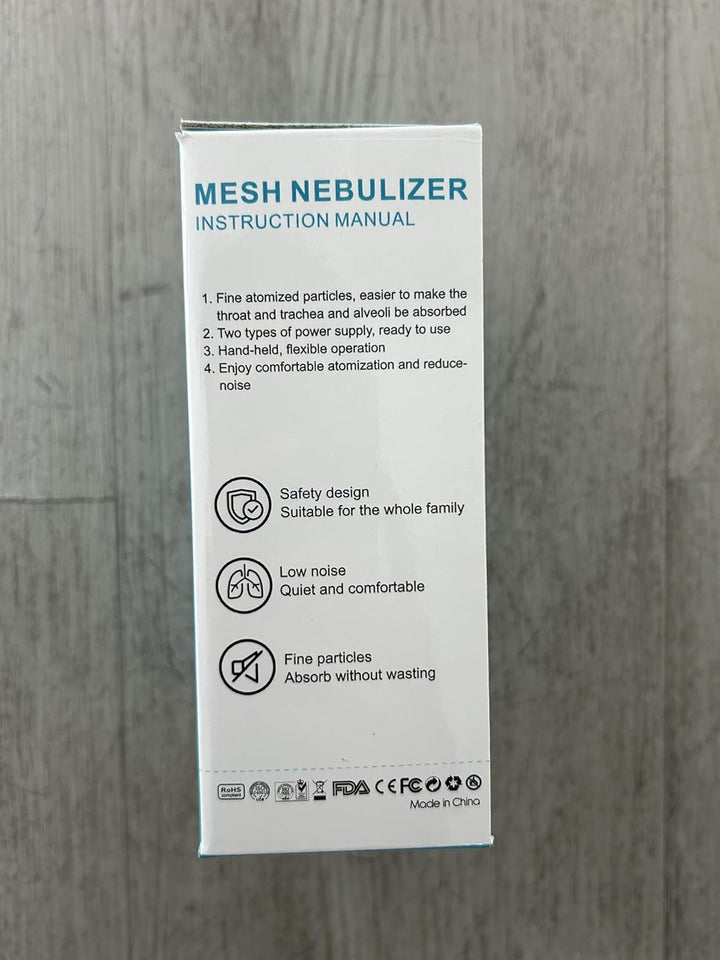 MESH NEBULIZER
INSTRUCTION MANUAL
1. Fine atomized particles, easier to make the
throat and trachea and alveoli be absorbed
2. Two types of power supply, ready to use
3. Hand-held, flexible operation
4. Enjoy comfortable atomization and reduce-
noise
Safety design
Suitable for the whole family
Low noise
Quiet and comfortable
Fine particles
Absorb without wasting
RoHS
compliant
FDA CE FC
Made in China